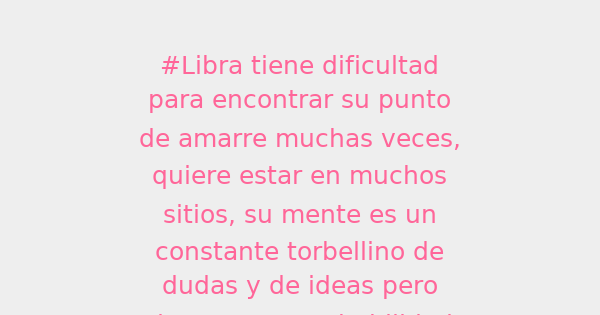 #Libra tiene dificultad
para encontrar su punto
de amarre muchas veces,
quiere estar en muchos
sitios, su mente es un
constante torbellino de
dudas y de ideas pero